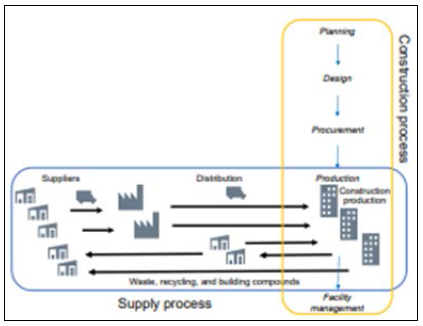 Planning
Design
Procurement
Construction process
Suppliers
Distribution
Production
Construction
production
Waste, recycling, and building compounds
Supply process
Facility
management